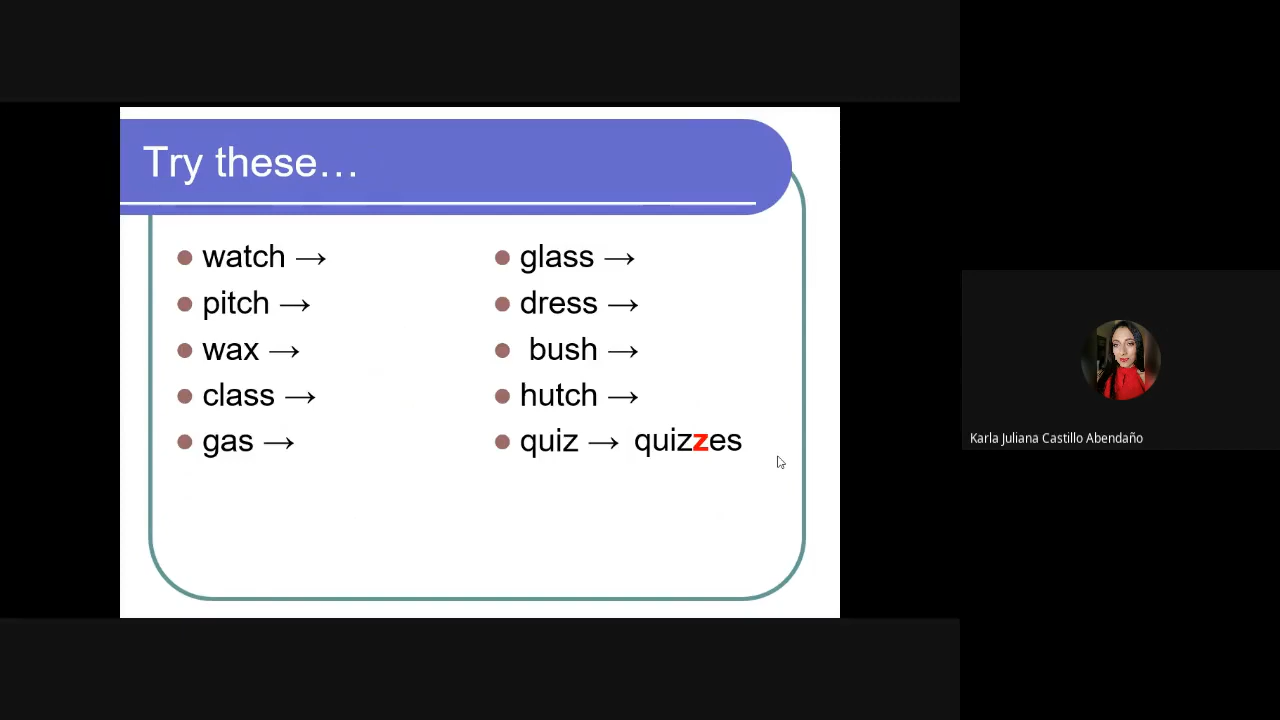 Try these…
watch →
pitch →
wax →
class →
gas →
glass →
dress →
bush →
hutch →
quiz → quizzes
Karla Juliana Castillo Abendaño